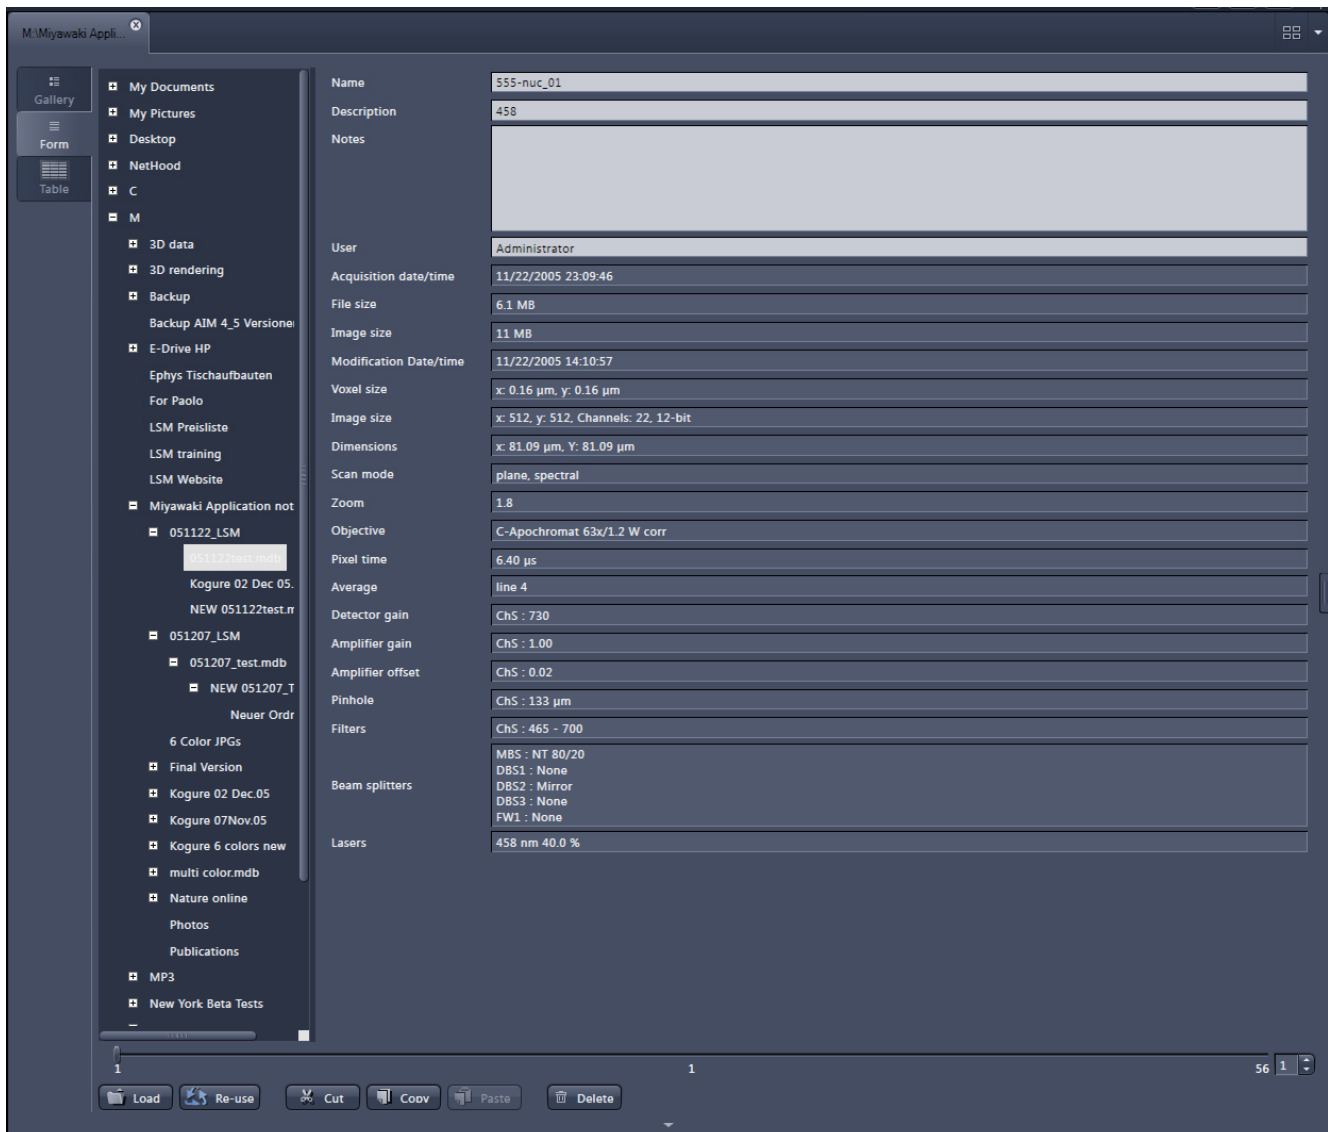 M:\Miyawaki Appli...
Gallery
Form
Table
My Documents
My Pictures
Desktop
NetHood
C
M
3D data
3D rendering
Backup
Backup AIM 4_5 Versione
E-Drive HP
Ephys Tischaufbauten
For Paolo
LSM Preisliste
LSM training
LSM Website
Miyawaki Application not
051122_LSM
051122test.mdb
Kogure 02 Dec 05.
NEW 051122test.m
051207_LSM
051207_test.mdb
NEW 051207_T
Neuer Ordr
6 Color JPGs
Final Version
Kogure 02 Dec.05
Kogure 07Nov.05
Kogure 6 colors new
multi color.mdb
Nature online
Photos
Publications
MP3
New York Beta Tests
Name 555-nuc_01
Description 458
Notes
User Administrator
Acquisition date/time 11/22/2005 23:09:46
File size 6.1 MB
Image size 11 MB
Modification Date/time 11/22/2005 14:10:57
Voxel size x: 0.16 µm, y: 0.16 µm
Image size x: 512, y: 512, Channels: 22, 12-bit
Dimensions x: 81.09 µm, Y: 81.09 µm
Scan mode plane, spectral
Zoom 1.8
Objective C-Apochromat 63x/1.2 W corr
Pixel time 6.40 µs
Average line 4
Detector gain ChS : 730
Amplifier gain ChS : 1.00
Amplifier offset ChS : 0.02
Pinhole ChS : 133 µm
Filters ChS : 465 - 700
Beam splitters
MBS : NT 80/20
DBS1 : None
DBS2 : Mirror
DBS3 : None
FW1 : None
Lasers 458 nm 40.0 %
1 1 56 1
Load Re-use Cut Copy Paste Delete